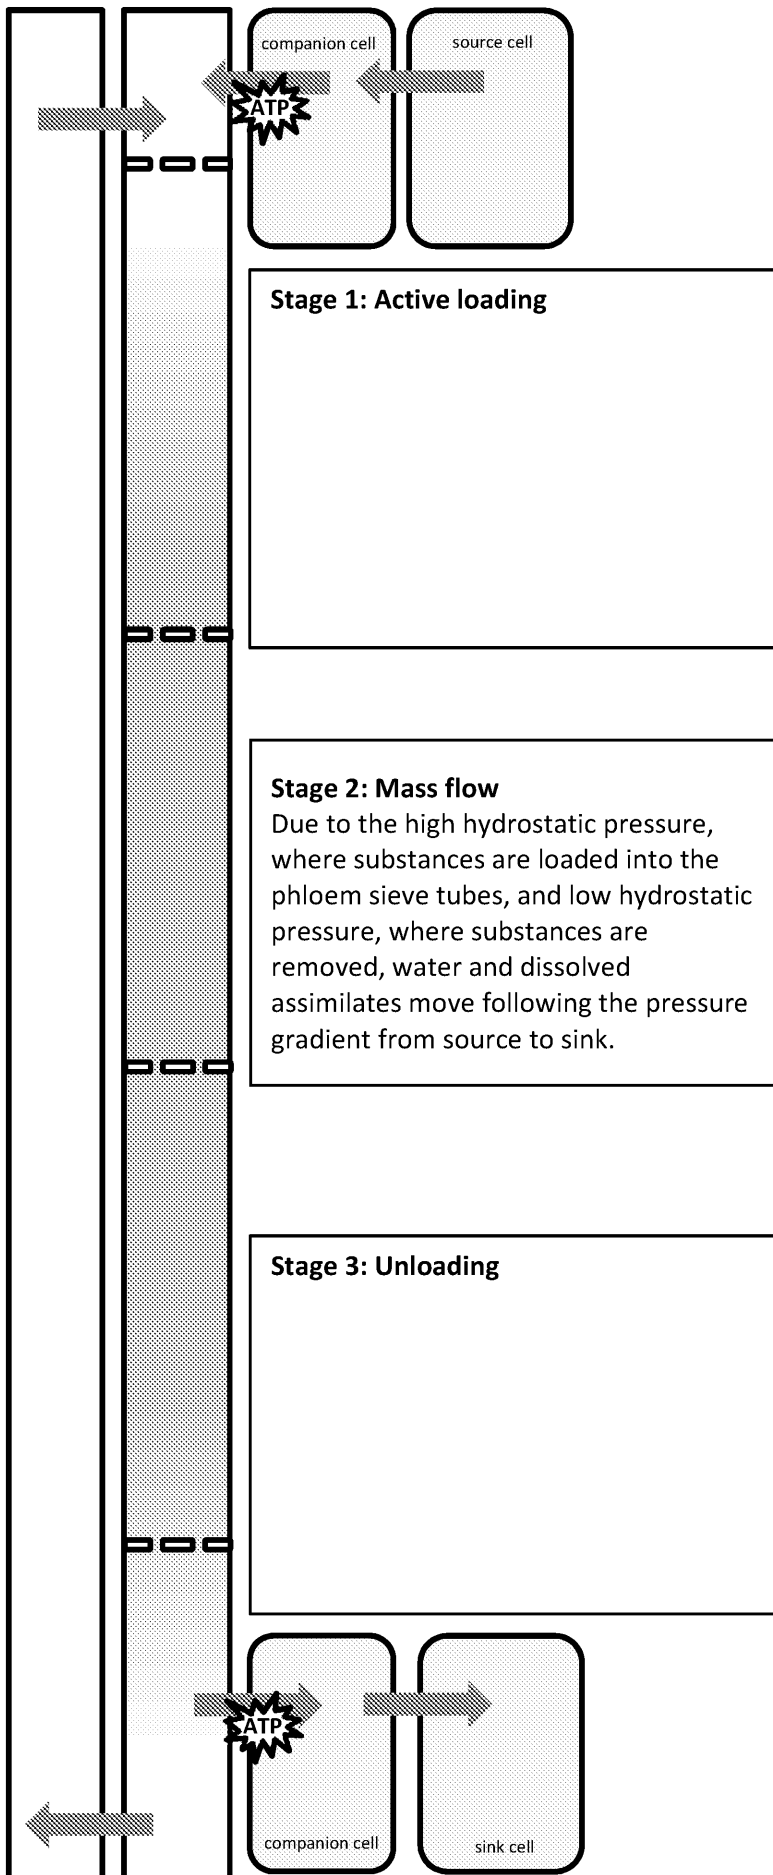 companion cell
source cell
ATP
Stage 1: Active loading
Stage 2: Mass flow
Due to the high hydrostatic pressure,
where substances are loaded into the
phloem sieve tubes, and low hydrostatic
pressure, where substances are
removed, water and dissolved
assimilates move following the pressure
gradient from source to sink.
Stage 3: Unloading
ATP
companion cell
sink cell